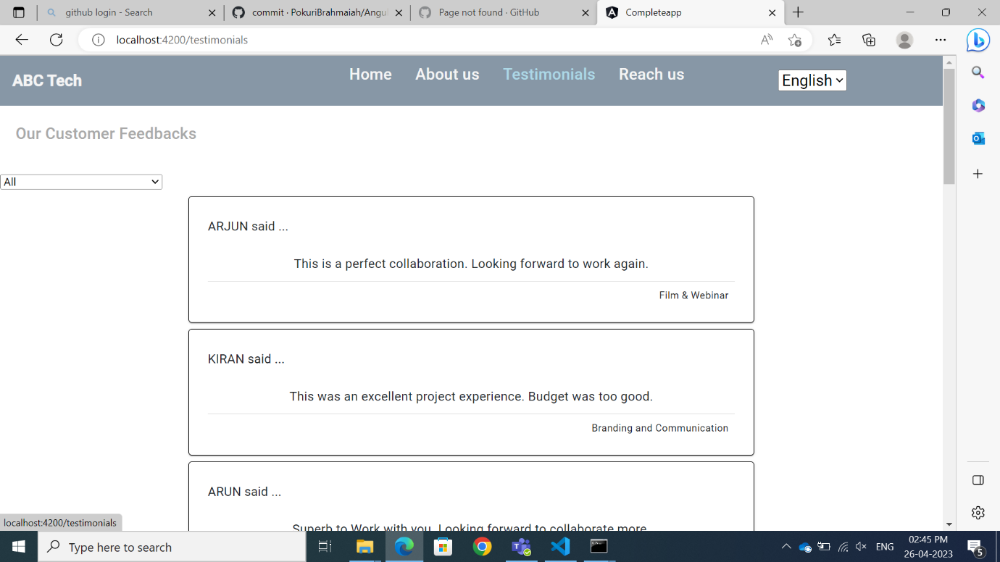 github login - Search
commit · PokuriBrahmaiah/Angul
Page not found · GitHub
Completeapp
localhost:4200/testimonials
ABC Tech
Home
About us
Testimonials
Reach us
English
Our Customer Feedbacks
All
ARJUN said ...
This is a perfect collaboration. Looking forward to work again.
Film & Webinar
KIRAN said ...
This was an excellent project experience. Budget was too good.
Branding and Communication
ARUN said ...
Superb to Work with you. Looking forward to collaborate more.
localhost:4200/testimonials
Type here to search
ENG
02:45 PM
26-04-2023
5